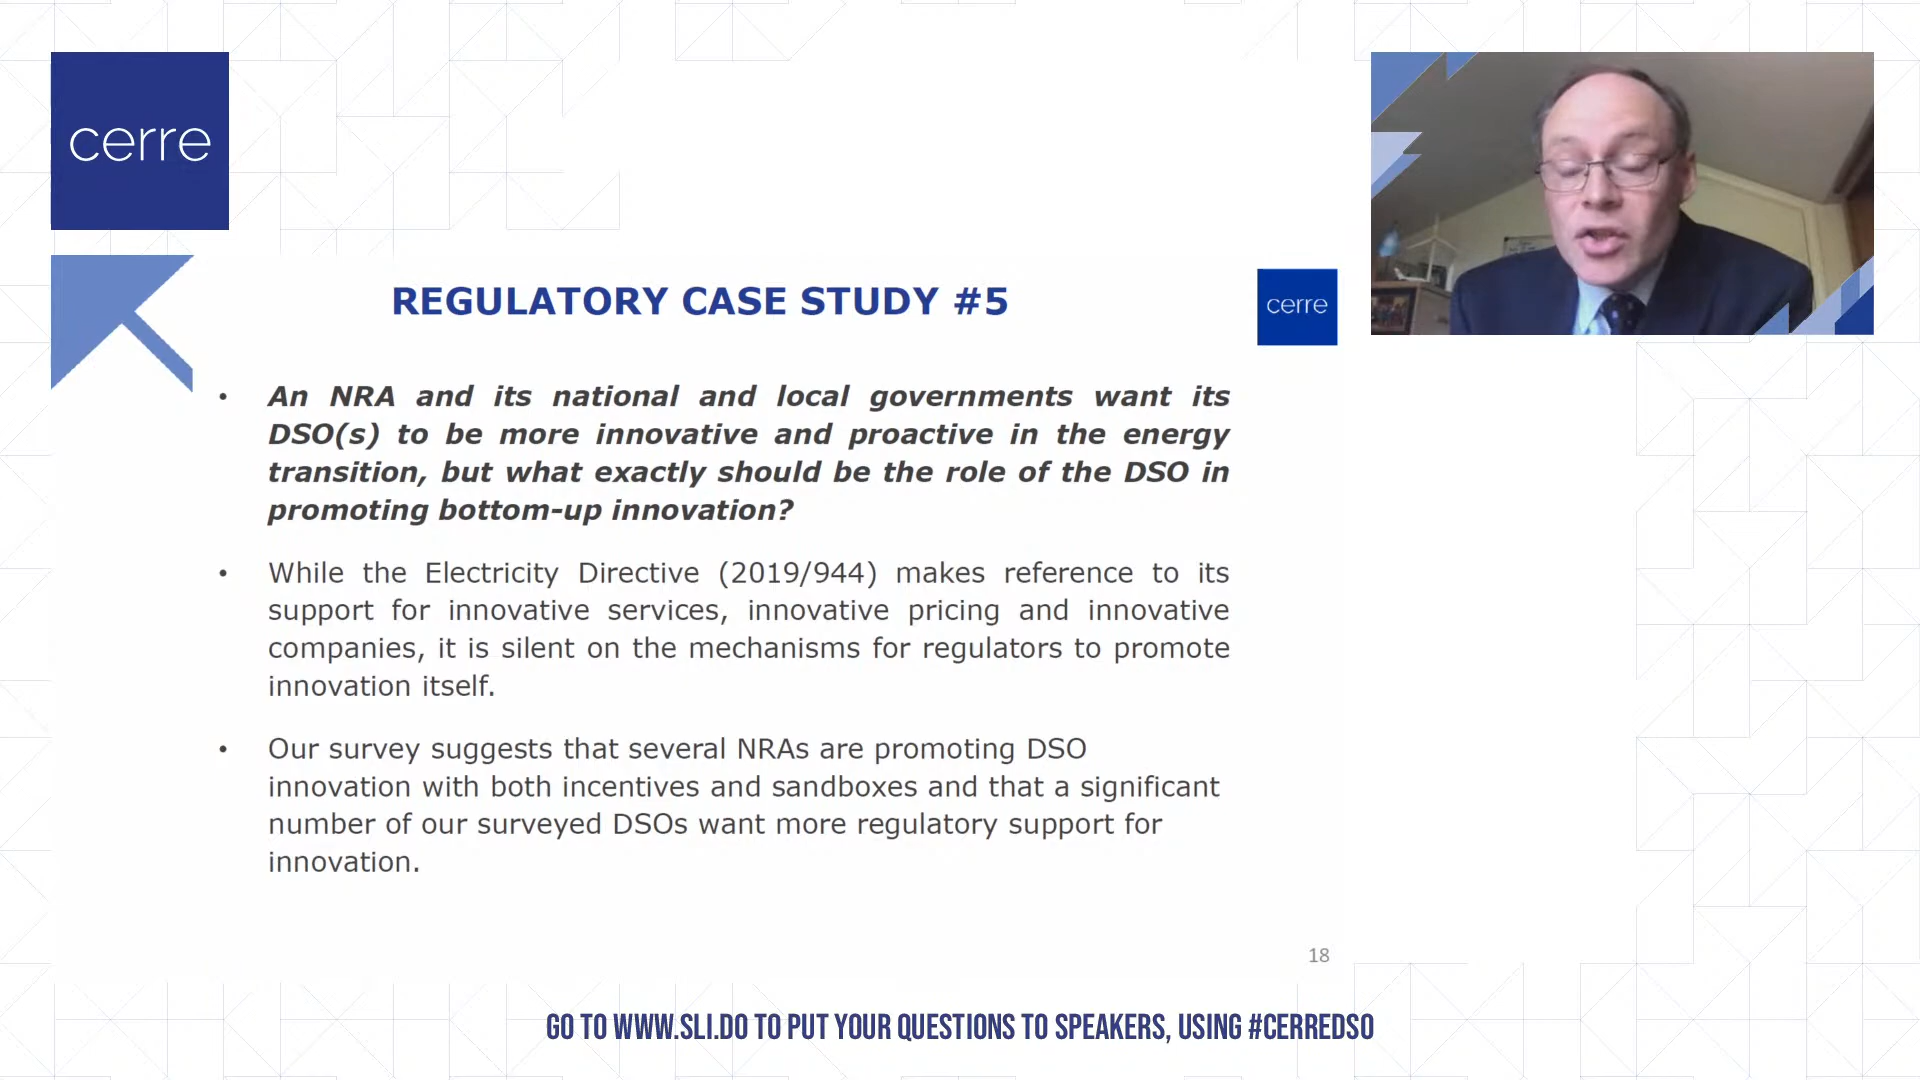 cerre
REGULATORY CASE STUDY #5
cerre
• An NRA and its national and local governments want its
DSO(s) to be more innovative and proactive in the energy
transition, but what exactly should be the role of the DSO in
promoting bottom-up innovation?
• While the Electricity Directive (2019/944) makes reference to its
support for innovative services, innovative pricing and innovative
companies, it is silent on the mechanisms for regulators to promote
innovation itself.
• Our survey suggests that several NRAs are promoting DSO
innovation with both incentives and sandboxes and that a significant
number of our surveyed DSOs want more regulatory support for
innovation.
18
GO TO WWW.SLI.DO TO PUT YOUR QUESTIONS TO SPEAKERS, USING #CERREDSO